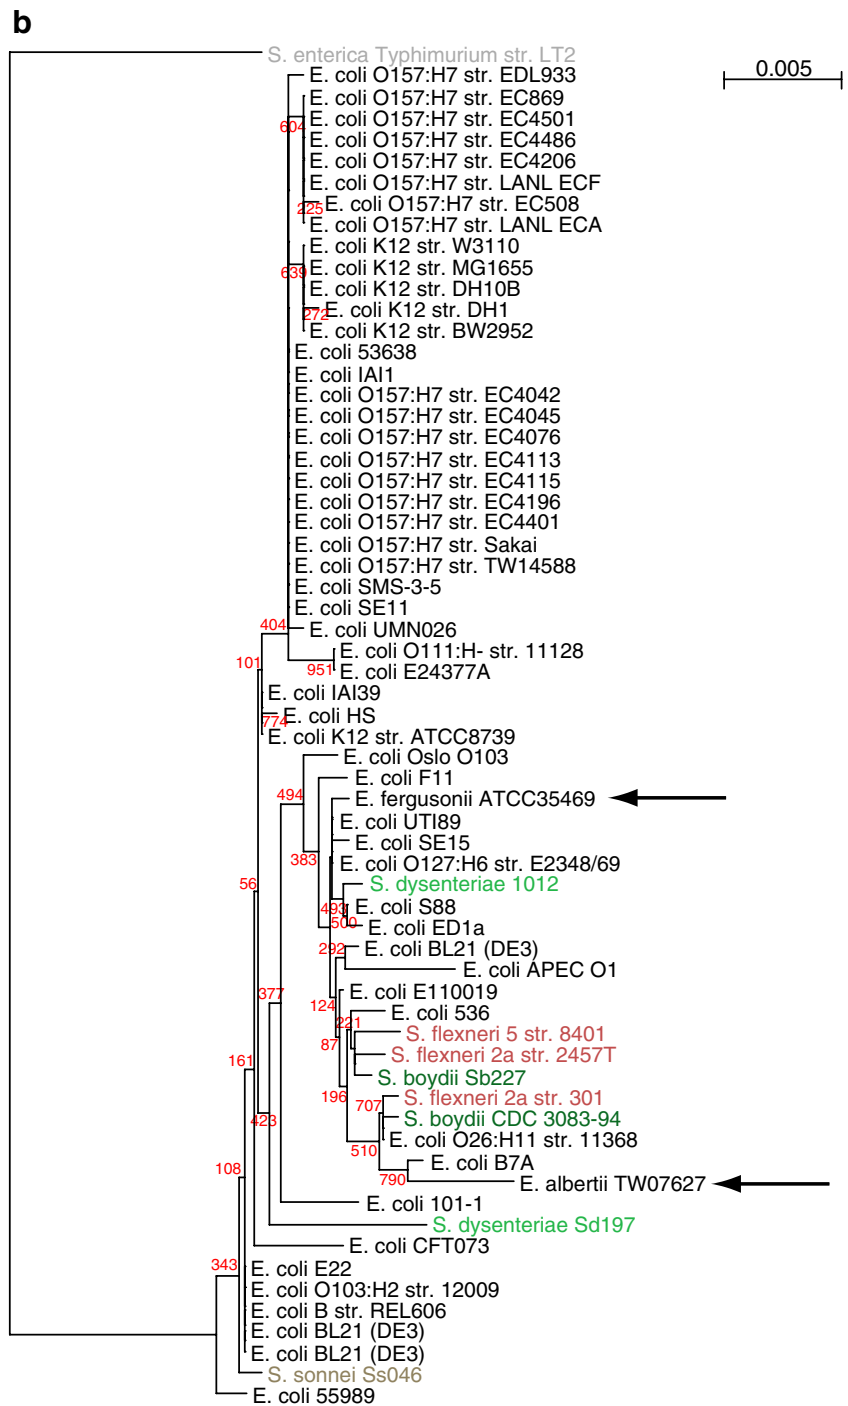 b
S. enterica Typhimurium str. LT2
0.005
E. coli O157:H7 str. EDL933
E. coli O157:H7 str. EC869
E. coli O157:H7 str. EC4501
604
E. coli O157:H7 str. EC4486
E. coli O157:H7 str. EC4206
E. coli O157:H7 str. LANL ECF
225
E. coli O157:H7 str. EC508
E. coli O157:H7 str. LANL ECA
E. coli K12 str. W3110
639
E. coli K12 str. MG1655
E. coli K12 str. DH10B
272
E. coli K12 str. DH1
E. coli K12 str. BW2952
E. coli 53638
E. coli IAI1
E. coli O157:H7 str. EC4042
E. coli O157:H7 str. EC4045
E. coli O157:H7 str. EC4076
E. coli O157:H7 str. EC4113
E. coli O157:H7 str. EC4115
E. coli O157:H7 str. EC4196
E. coli O157:H7 str. EC4401
E. coli O157:H7 str. Sakai
E. coli O157:H7 str. TW14588
E. coli SMS-3-5
E. coli SE11
404
E. coli UMN026
E. coli O111:H- str. 11128
101
951
E. coli E24377A
E. coli IAI39
774
E. coli HS
E. coli K12 str. ATCC8739
E. coli Oslo O103
E. coli F11
494
E. fergusonii ATCC35469
E. coli UTI89
E. coli SE15
383
E. coli O127:H6 str. E2348/69
56
S. dysenteriae 1012
493
E. coli S88
500
E. coli ED1a
292
E. coli BL21 (DE3)
E. coli APEC O1
377
E. coli E110019
124
E. coli 536
221
S. flexneri 5 str. 8401
87
S. flexneri 2a str. 2457T
161
S. boydii Sb227
196
S. flexneri 2a str. 301
707
S. boydii CDC 3083-94
423
E. coli O26:H11 str. 11368
510
E. coli B7A
108
790
E. albertii TW07627
E. coli 101-1
S. dysenteriae Sd197
E. coli CFT073
343
E. coli E22
E. coli O103:H2 str. 12009
E. coli B str. REL606
E. coli BL21 (DE3)
E. coli BL21 (DE3)
S. sonnei Ss046
E. coli 55989